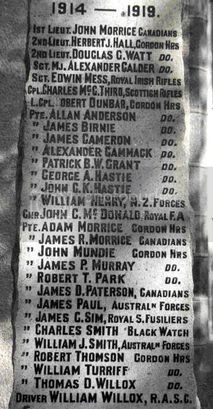 1914 — 1919.
1st Lieut. JOHN MORRICE CANADIANS
2nd Lieut. HERBERT J. HALL, GORDON HRS
2nd Lieut. DOUGLAS G. WATT DO.
SGT. MJ. ALEXANDER CALDER DO.
SGT. EDWIN MESS, ROYAL IRISH RIFLES
CPL. CHARLES MCG. THIRD, SCOTTISH RIFLES
L. CPL. ROBERT DUNBAR, GORDON HRS
PTE. ALLAN ANDERSON DO.
" JAMES BIRNIE DO.
" JAMES CAMERON DO.
" ALEXANDER CAMMACK DO.
" PATRICK B.W. GRANT DO.
" GEORGE A. HASTIE DO.
" JOHN C.K. HASTIE DO.
" WILLIAM HENRY, N.Z. FORCES
GNR JOHN C. MCDONALD, ROYAL F.A
PTE. ADAM MORRICE GORDON HRS
" JAMES R. MORRICE CANADIANS
" JOHN MUNDIE GORDON HRS
" JAMES P. MURRAY DO.
" ROBERT T. PARK DO.
" JAMES D. PATERSON, CANADIANS
" JAMES PAUL, AUSTRALN FORCES
" JAMES C. SIM, ROYAL S. FUSILIERS
" CHARLES SMITH BLACK WATCH
" WILLIAM J. SMITH, AUSTRALN FORCES
" ROBERT THOMSON GORDON HRS
" WILLIAM TURRIFF DO.
" THOMAS D. WILLOX DO.
DRIVER WILLIAM WILLOX, R.A.S.C.